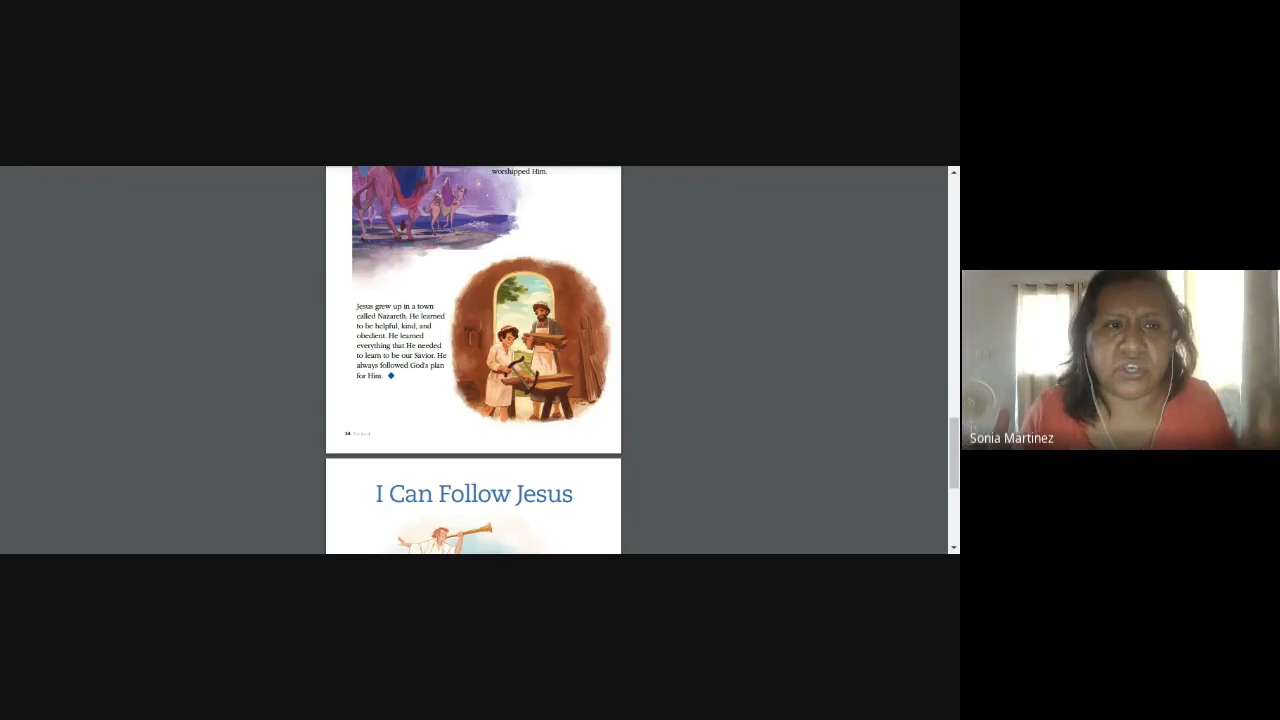 worshipped Him.
Jesus grew up in a town
called Nazareth. He learned
to be helpful, kind, and
obedient. He learned
everything that He needed
to learn to be our Savior. He
always followed God's plan
for Him.
I Can Follow Jesus
Sonia Martinez